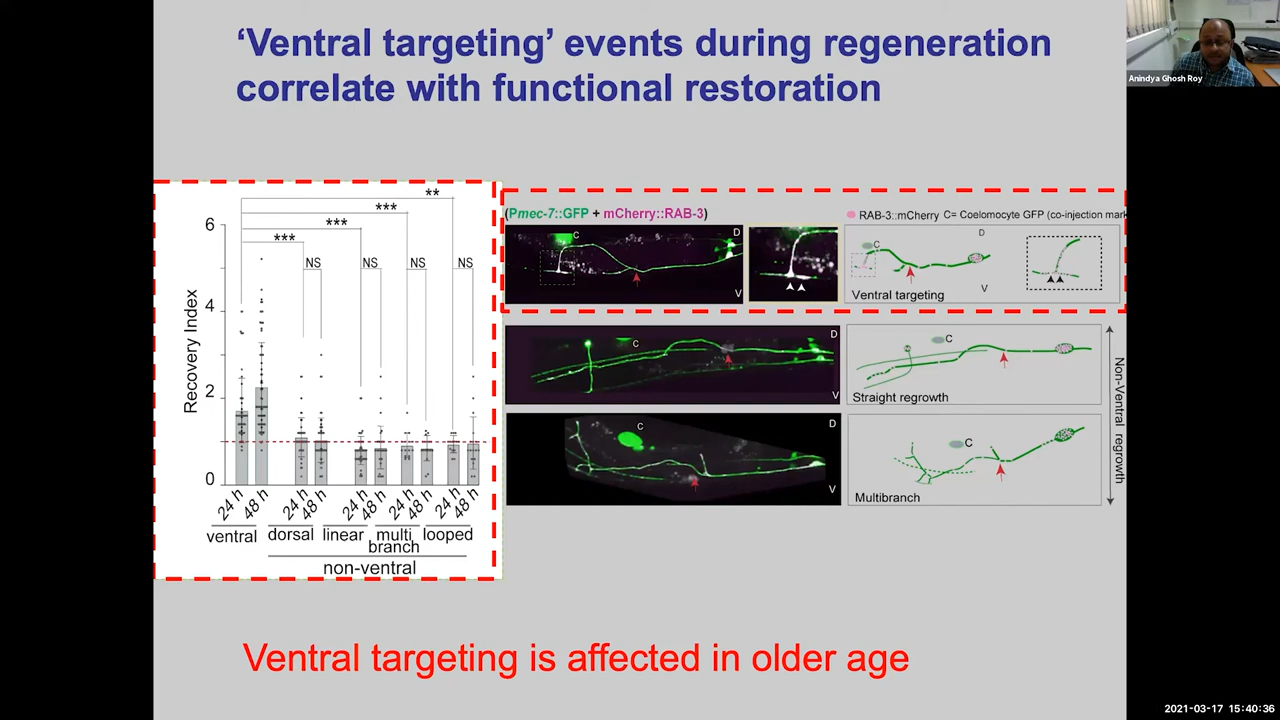 ‘Ventral targeting’ events during regeneration
correlate with functional restoration
Anindya Ghosh Roy
**
***
***
***
NS
NS
NS
NS
6
4
2
0
Recovery Index
24 h
48 h
24 h
48 h
24 h
48 h
24 h
48 h
24 h
48 h
ventral
dorsal
linear
multi
branch
looped
non-ventral
(Pmec-7::GFP + mCherry::RAB-3)
RAB-3::mCherry C= Coelomocyte GFP (co-injection mark
C
D
V
C
D
V
Ventral targeting
C
D
V
C
Straight regrowth
C
D
V
C
Multibranch
Non-Ventral regrowth
Ventral targeting is affected in older age
2021-03-17 15:40:36